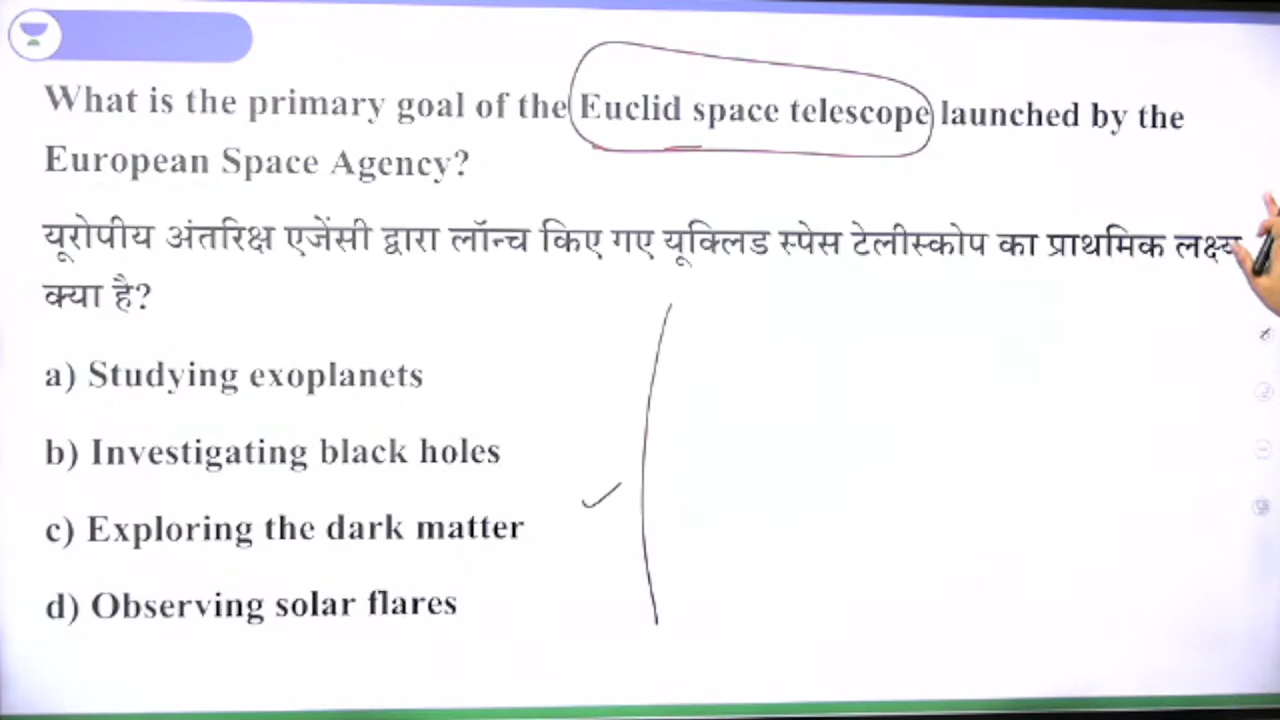 What is the primary goal of the Euclid space telescope launched by the
European Space Agency?
यूरोपीय अंतरिक्ष एजेंसी द्वारा लॉन्च किए गए यूक्लिड स्पेस टेलीस्कोप का प्राथमिक लक्ष्य
क्या है?
a) Studying exoplanets
b) Investigating black holes
c) Exploring the dark matter
d) Observing solar flares